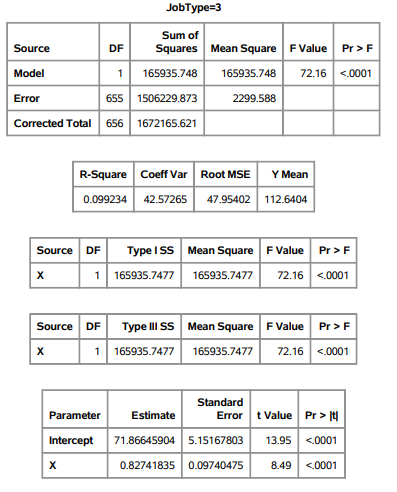 JobType=3
Source DF Sum of Squares Mean Square F Value Pr > F
Model 1 165935.748 165935.748 72.16 <.0001
Error 655 1506229.873 2299.588
Corrected Total 656 1672165.621
R-Square Coeff Var Root MSE Y Mean
0.099234 42.57265 47.95402 112.6404
Source DF Type I SS Mean Square F Value Pr > F
X 1 165935.7477 165935.7477 72.16 <.0001
Source DF Type III SS Mean Square F Value Pr > F
X 1 165935.7477 165935.7477 72.16 <.0001
Parameter Estimate Standard Error t Value Pr > |t|
Intercept 71.86645904 5.15167803 13.95 <.0001
X 0.82741835 0.09740475 8.49 <.0001